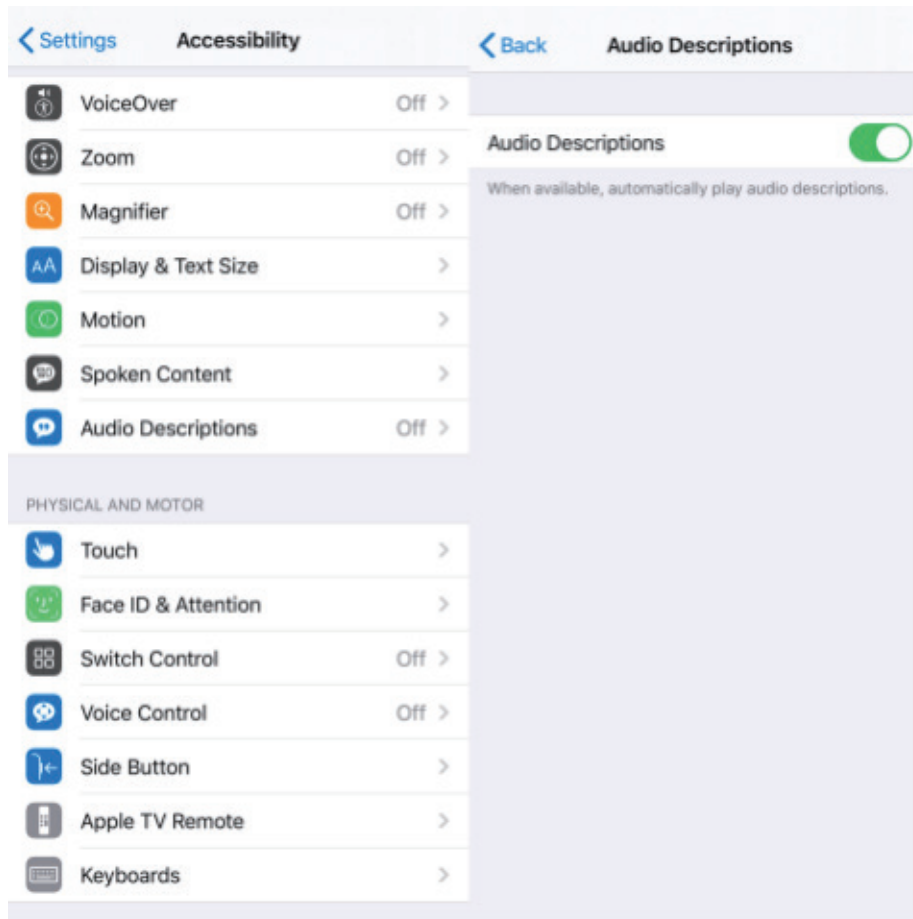 Settings
Accessibility
VoiceOver
Off
Zoom
Off
Magnifier
Off
Display & Text Size
Motion
Spoken Content
Audio Descriptions
Off
PHYSICAL AND MOTOR
Touch
Face ID & Attention
Switch Control
Off
Voice Control
Off
Side Button
Apple TV Remote
Keyboards
Back
Audio Descriptions
Audio Descriptions
When available, automatically play audio descriptions.